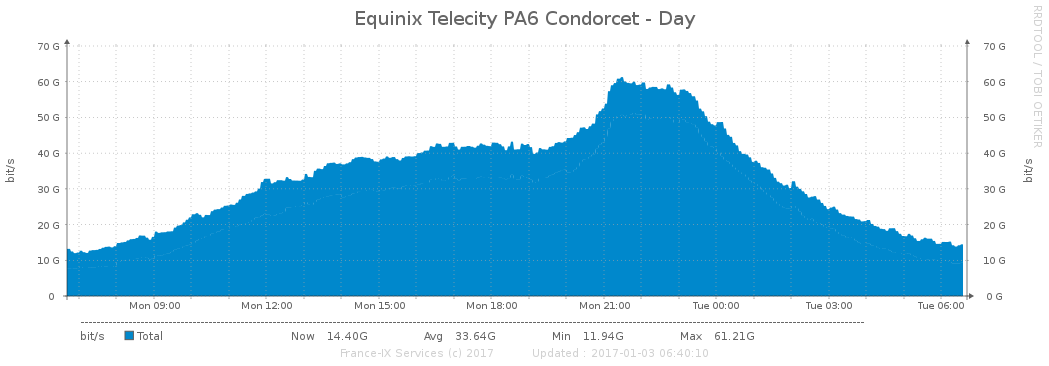 Equinix Telecity PA6 Condorcet - Day
RRDTOOL / TOBI OETIKER
70 G 70 G
60 G 60 G
50 G 50 G
40 G 40 G
30 G 30 G
20 G 20 G
10 G 10 G
0 0 G
bit/s
bit/s
Mon 09:00 Mon 12:00 Mon 15:00 Mon 18:00 Mon 21:00 Tue 00:00 Tue 03:00 Tue 06:00
bit/s Total Now 14.40G Avg 33.64G Min 11.94G Max 61.21G
France-IX Services (c) 2017 Updated : 2017-01-03 06:40:10